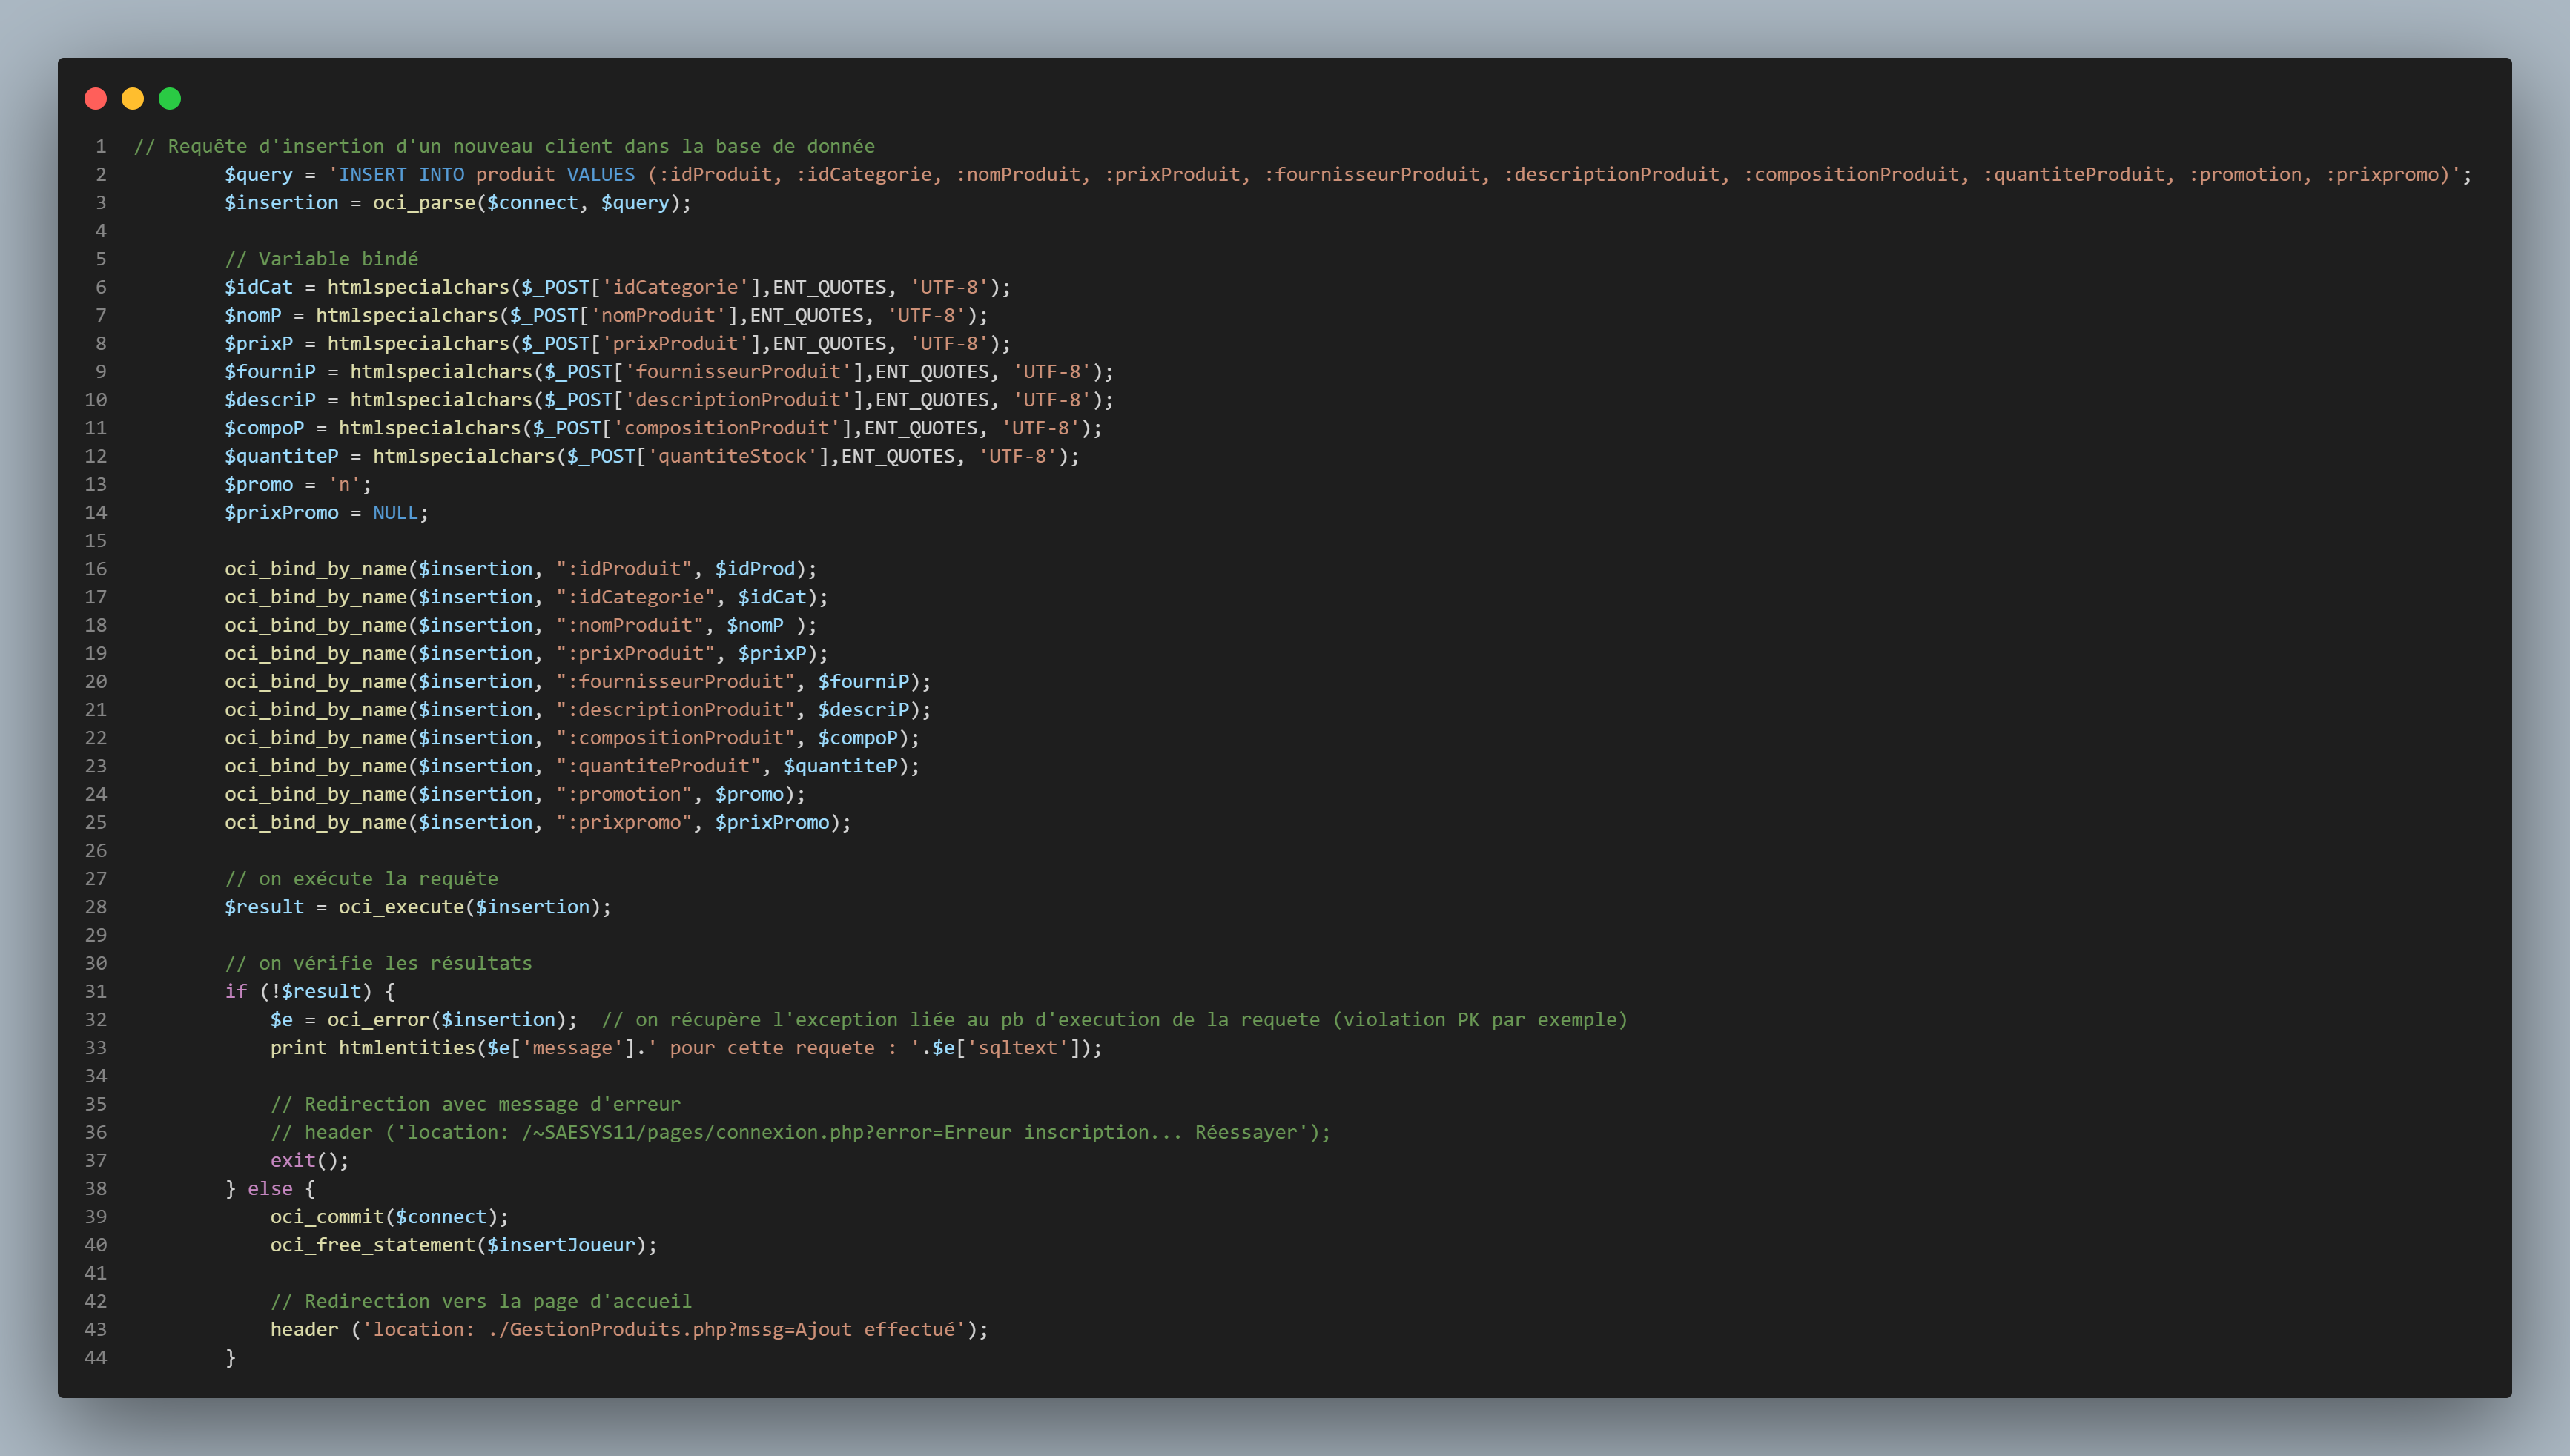 1 // Requête d'insertion d'un nouveau client dans la base de donnée
2 $query = 'INSERT INTO produit VALUES (:idProduit, :idCategorie, :nomProduit, :prixProduit, :fournisseurProduit, :descriptionProduit, :compositionProduit, :quantiteProduit, :promotion, :prixpromo)';
3 $insertion = oci_parse($connect, $query);
4
5 // Variable bindé
6 $idCat = htmlspecialchars($_POST['idCategorie'],ENT_QUOTES, 'UTF-8');
7 $nomP = htmlspecialchars($_POST['nomProduit'],ENT_QUOTES, 'UTF-8');
8 $prixP = htmlspecialchars($_POST['prixProduit'],ENT_QUOTES, 'UTF-8');
9 $fourniP = htmlspecialchars($_POST['fournisseurProduit'],ENT_QUOTES, 'UTF-8');
10 $descriP = htmlspecialchars($_POST['descriptionProduit'],ENT_QUOTES, 'UTF-8');
11 $compoP = htmlspecialchars($_POST['compositionProduit'],ENT_QUOTES, 'UTF-8');
12 $quantiteP = htmlspecialchars($_POST['quantiteStock'],ENT_QUOTES, 'UTF-8');
13 $promo = 'n';
14 $prixPromo = NULL;
15
16 oci_bind_by_name($insertion, ":idProduit", $idProd);
17 oci_bind_by_name($insertion, ":idCategorie", $idCat);
18 oci_bind_by_name($insertion, ":nomProduit", $nomP );
19 oci_bind_by_name($insertion, ":prixProduit", $prixP);
20 oci_bind_by_name($insertion, ":fournisseurProduit", $fourniP);
21 oci_bind_by_name($insertion, ":descriptionProduit", $descriP);
22 oci_bind_by_name($insertion, ":compositionProduit", $compoP);
23 oci_bind_by_name($insertion, ":quantiteProduit", $quantiteP);
24 oci_bind_by_name($insertion, ":promotion", $promo);
25 oci_bind_by_name($insertion, ":prixpromo", $prixPromo);
26
27 // on exécute la requête
28 $result = oci_execute($insertion);
29
30 // on vérifie les résultats
31 if (!$result) {
32 $e = oci_error($insertion);  // on récupère l'exception liée au pb d'execution de la requete (violation PK par exemple)
33 print htmlentities($e['message'].' pour cette requete : '.$e['sqltext']);
34
35 // Redirection avec message d'erreur
36 // header ('location: /~SAESYS11/pages/connexion.php?error=Erreur inscription... Réessayer');
37 exit();
38 } else {
39 oci_commit($connect);
40 oci_free_statement($insertJoueur);
41
42 // Redirection vers la page d'accueil
43 header ('location: ./GestionProduits.php?mssg=Ajout effectué');
44 }